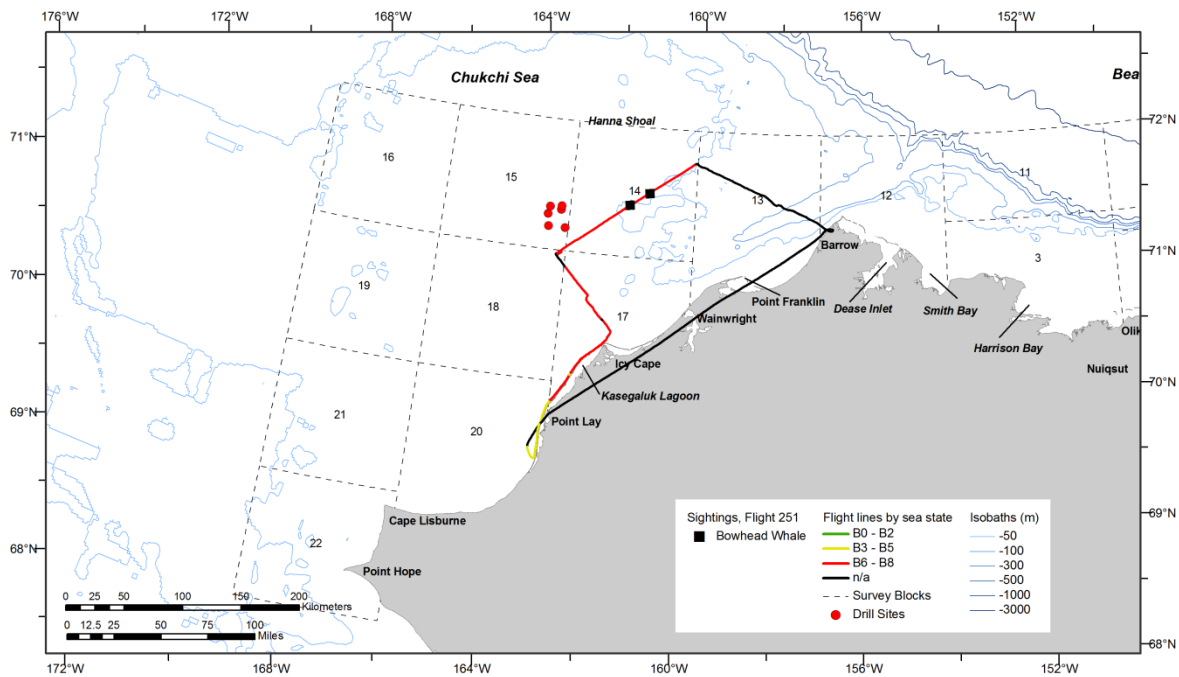 176°W 172°W 168°W 164°W 160°W 156°W 152°W
Chukchi Sea
Bea
72°N
71°N
Hanna Shoal
16
15
14
13
12
11
Barrow
71°N
70°N
3
19
18
17
Point Franklin
Dease Inlet
Smith Bay
Wainwright
Harrison Bay
Olik
Icy Cape
Nuiqsut
Kasegaluk Lagoon
70°N
69°N
21
20
Point Lay
Cape Lisburne
69°N
68°N
22
Point Hope
Sightings, Flight 251
Bowhead Whale
Flight lines by sea state
B0 - B2
B3 - B5
B6 - B8
n/a
Survey Blocks
Drill Sites
Isobaths (m)
-50
-100
-300
-500
-1000
-3000
0 25 50 100 150 200
Kilometers
0 12.5 25 50 75 100
Miles
68°N
172°W 168°W 164°W 160°W 156°W 152°W